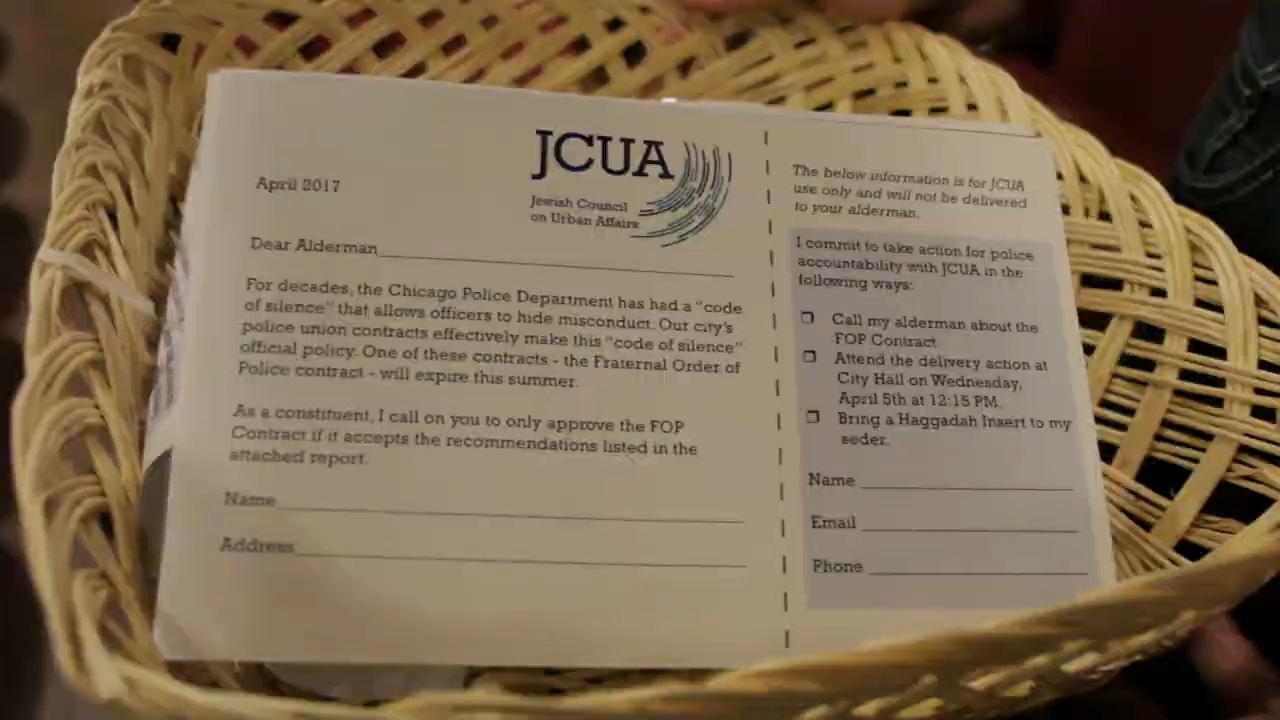 JCUA
Jewish Council
on Urban Affairs
April 2017
Dear Alderman
For decades, the Chicago Police Department has had a "code
of silence" that allows officers to hide misconduct. Our city's
police union contracts effectively make this "code of silence"
official policy. One of these contracts - the Fraternal Order of
Police contract - will expire this summer.
As a constituent, I call on you to only approve the FOP
Contract if it accepts the recommendations listed in the
attached report.
Name
Address
The below information is for JCUA
use only and will not be delivered
to your alderman.
I commit to take action for police
accountability with JCUA in the
following ways:
❒ Call my alderman about the
FOP Contract
❒ Attend the delivery action at
City Hall on Wednesday,
April 5th at 12:15 PM.
❒ Bring a Haggadah Insert to my
seder.
Name
Email
Phone